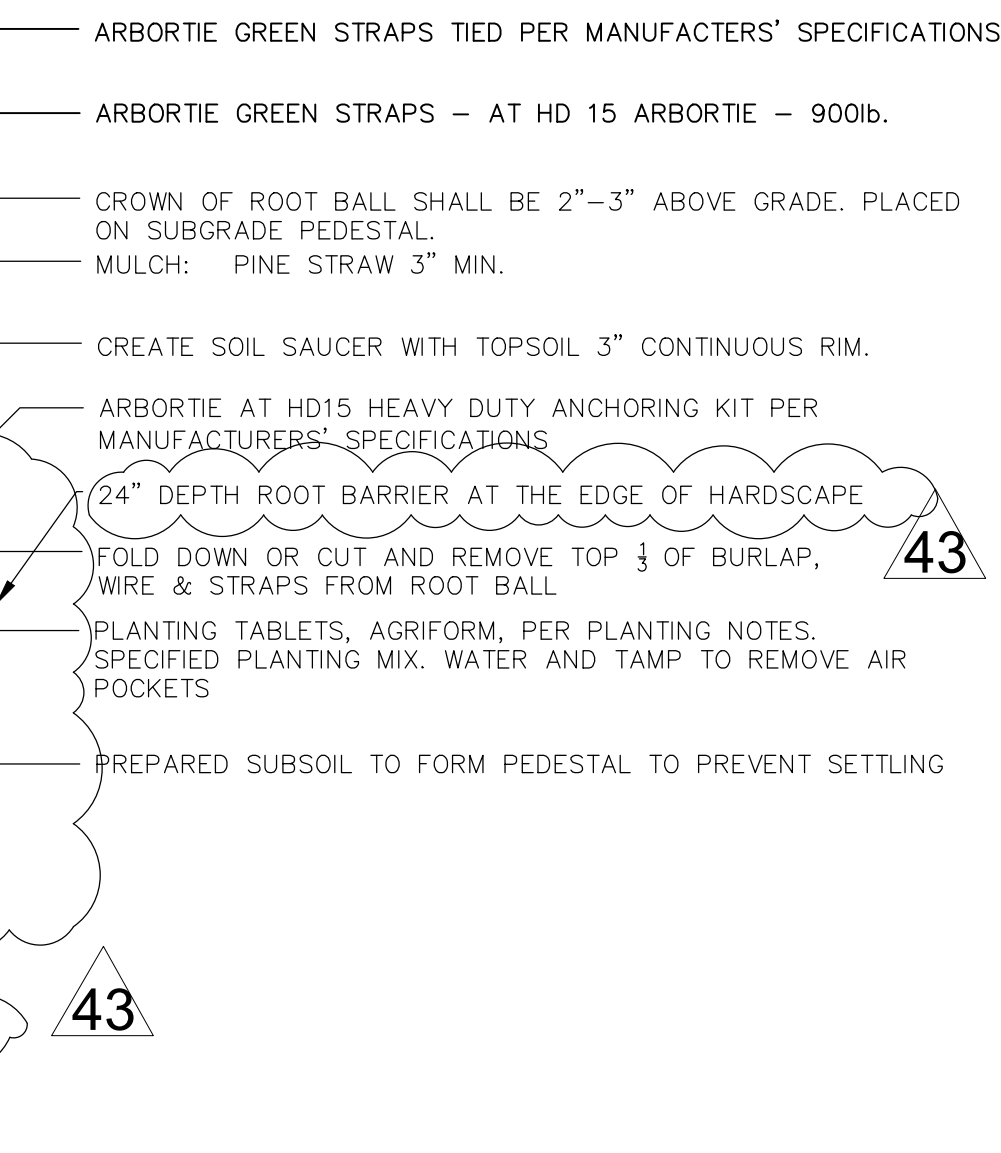 ARBORTIE GREEN STRAPS TIED PER MANUFACTERS' SPECIFICATIONS
ARBORTIE GREEN STRAPS – AT HD 15 ARBORTIE – 900lb.
CROWN OF ROOT BALL SHALL BE 2"–3" ABOVE GRADE. PLACED
ON SUBGRADE PEDESTAL.
MULCH: PINE STRAW 3" MIN.
CREATE SOIL SAUCER WITH TOPSOIL 3" CONTINUOUS RIM.
ARBORTIE AT HD15 HEAVY DUTY ANCHORING KIT PER
MANUFACTURERS' SPECIFICATIONS
24" DEPTH ROOT BARRIER AT THE EDGE OF HARDSCAPE
43
FOLD DOWN OR CUT AND REMOVE TOP 1/3 OF BURLAP,
WIRE & STRAPS FROM ROOT BALL
PLANTING TABLETS, AGRIFORM, PER PLANTING NOTES.
SPECIFIED PLANTING MIX. WATER AND TAMP TO REMOVE AIR
POCKETS
PREPARED SUBSOIL TO FORM PEDESTAL TO PREVENT SETTLING
43